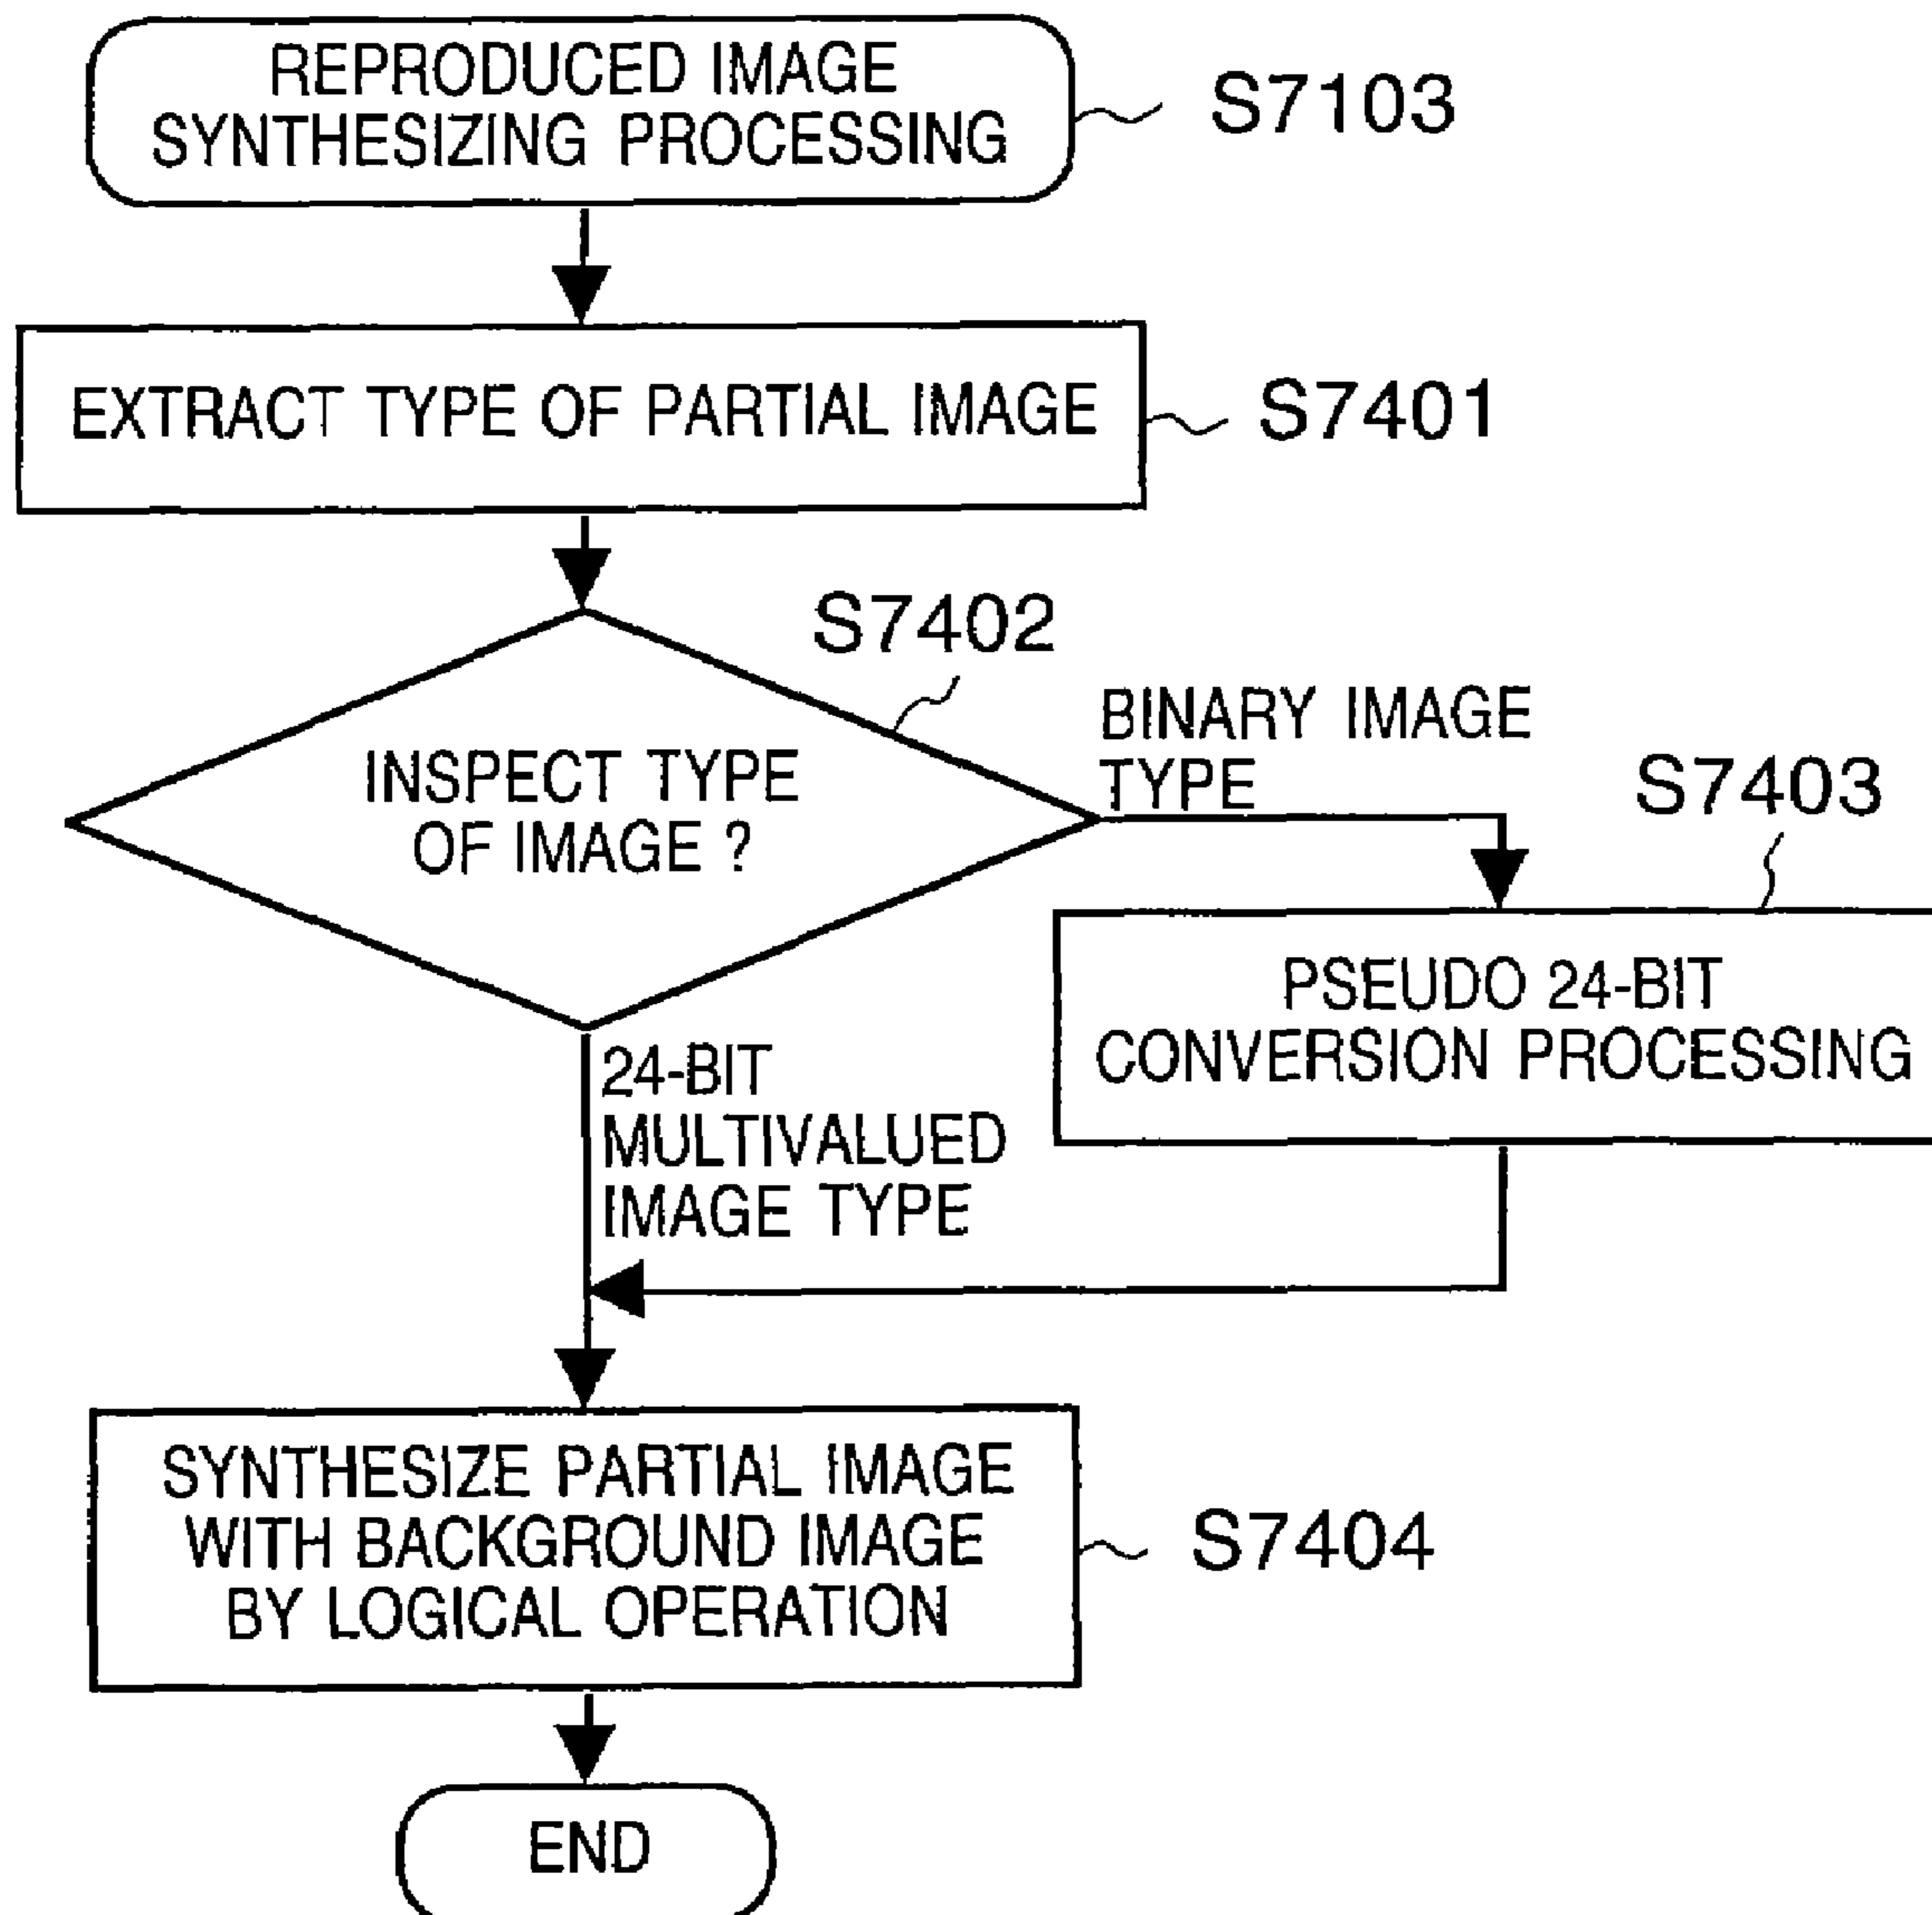 REPRODUCED IMAGE
SYNTHESIZING PROCESSING
S7103
EXTRACT TYPE OF PARTIAL IMAGE
S7401
S7402
INSPECT TYPE
OF IMAGE ?
BINARY IMAGE
TYPE
S7403
PSEUDO 24-BIT
CONVERSION PROCESSING
24-BIT
MULTIVALUED
IMAGE TYPE
SYNTHESIZE PARTIAL IMAGE
WITH BACKGROUND IMAGE
BY LOGICAL OPERATION
S7404
END